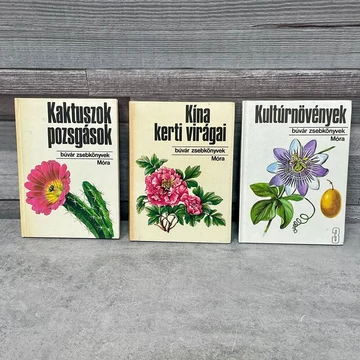 Kaktuszok
pozsgások
búvár zsebkönyvek
Móra
Kína
kerti virágai
búvár zsebkönyvek
Móra
Kultúrnövények
búvár zsebkönyvek
Móra
3